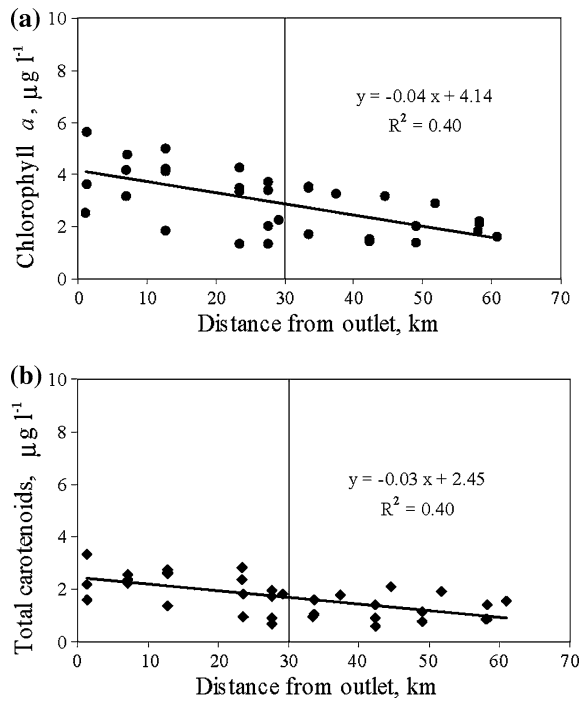 (a)
10
8
6
4
2
0
Chlorophyll a, μg l-1
y = -0.04 x + 4.14
R2 = 0.40
0 10 20 30 40 50 60 70
Distance from outlet, km
(b)
10
8
6
4
2
0
Total carotenoids, μg l-1
y = -0.03 x + 2.45
R2 = 0.40
0 10 20 30 40 50 60 70
Distance from outlet, km